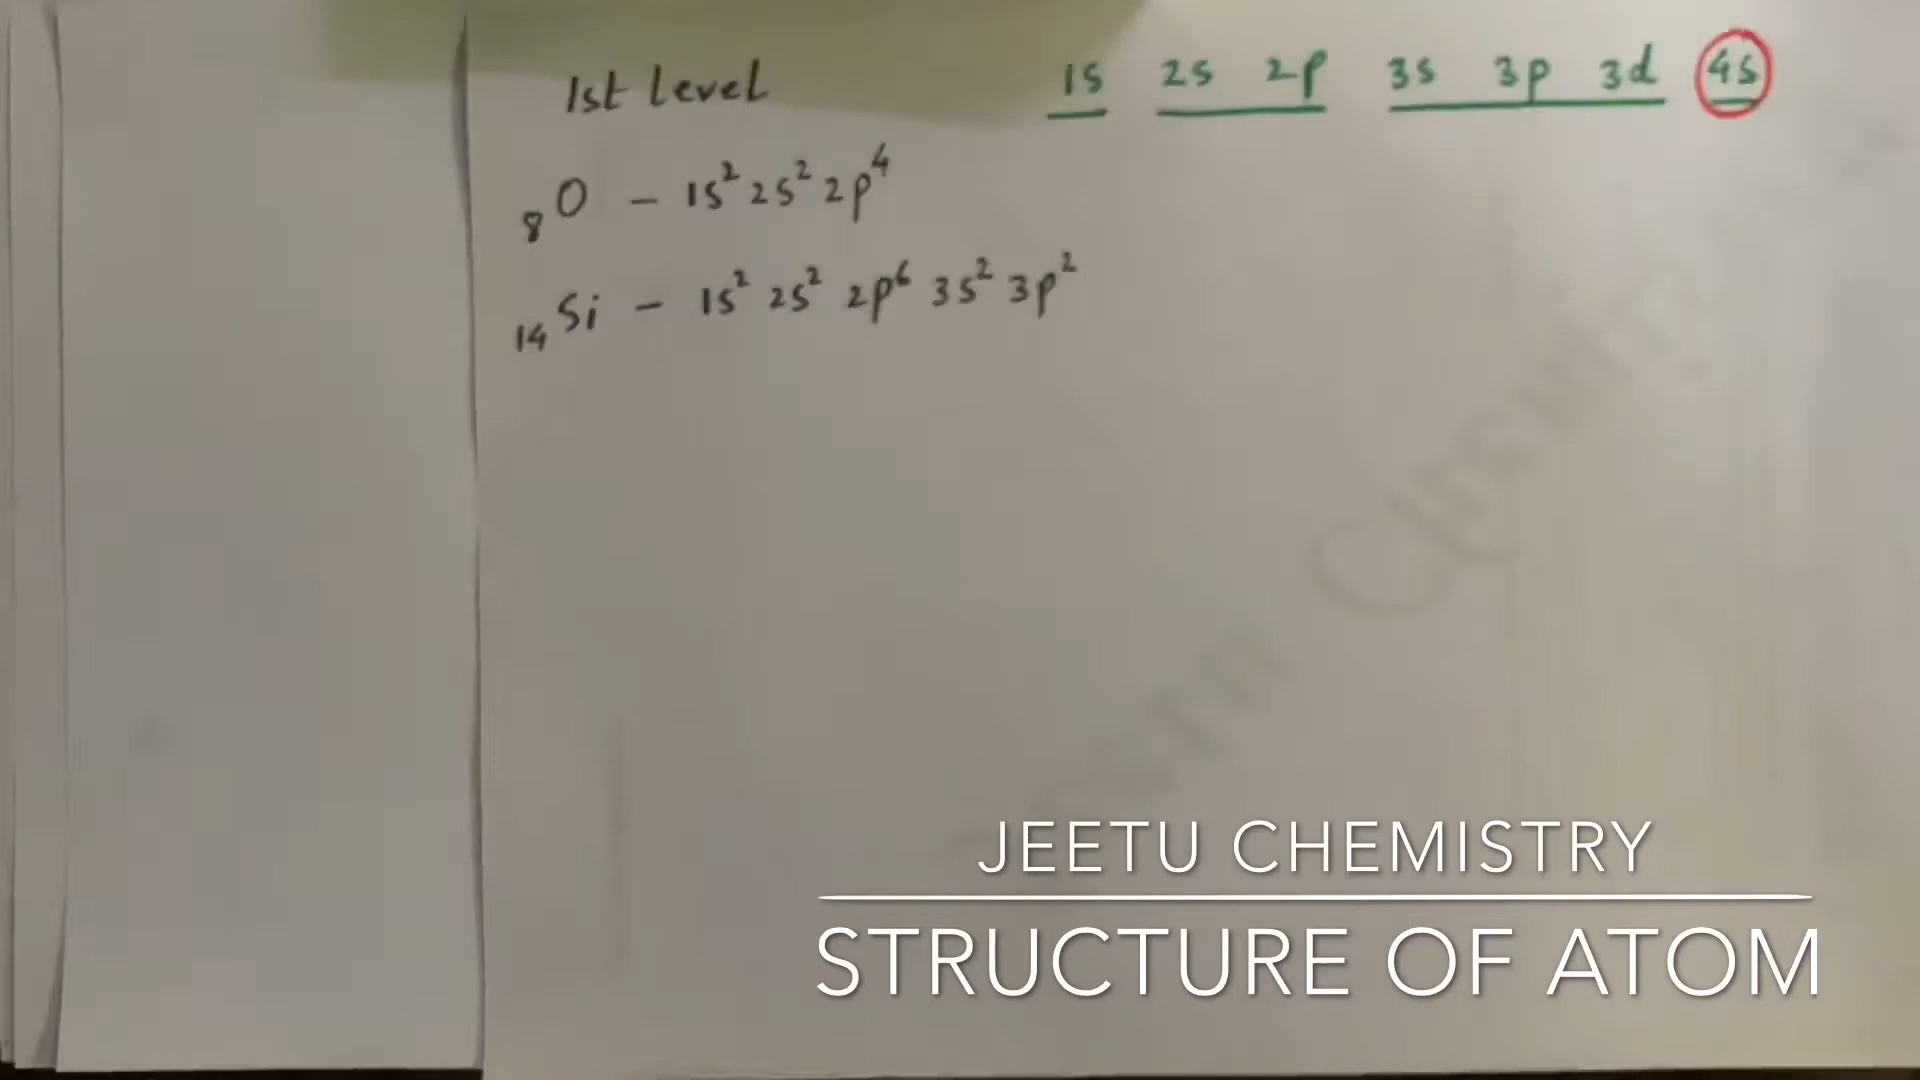 1st Level 1s 2s 2p 3s 3p 3d 4s
₈O – 1s² 2s² 2p⁴
₁₄Si – 1s² 2s² 2p⁶ 3s² 3p²
JEETU CHEMISTRY
STRUCTURE OF ATOM